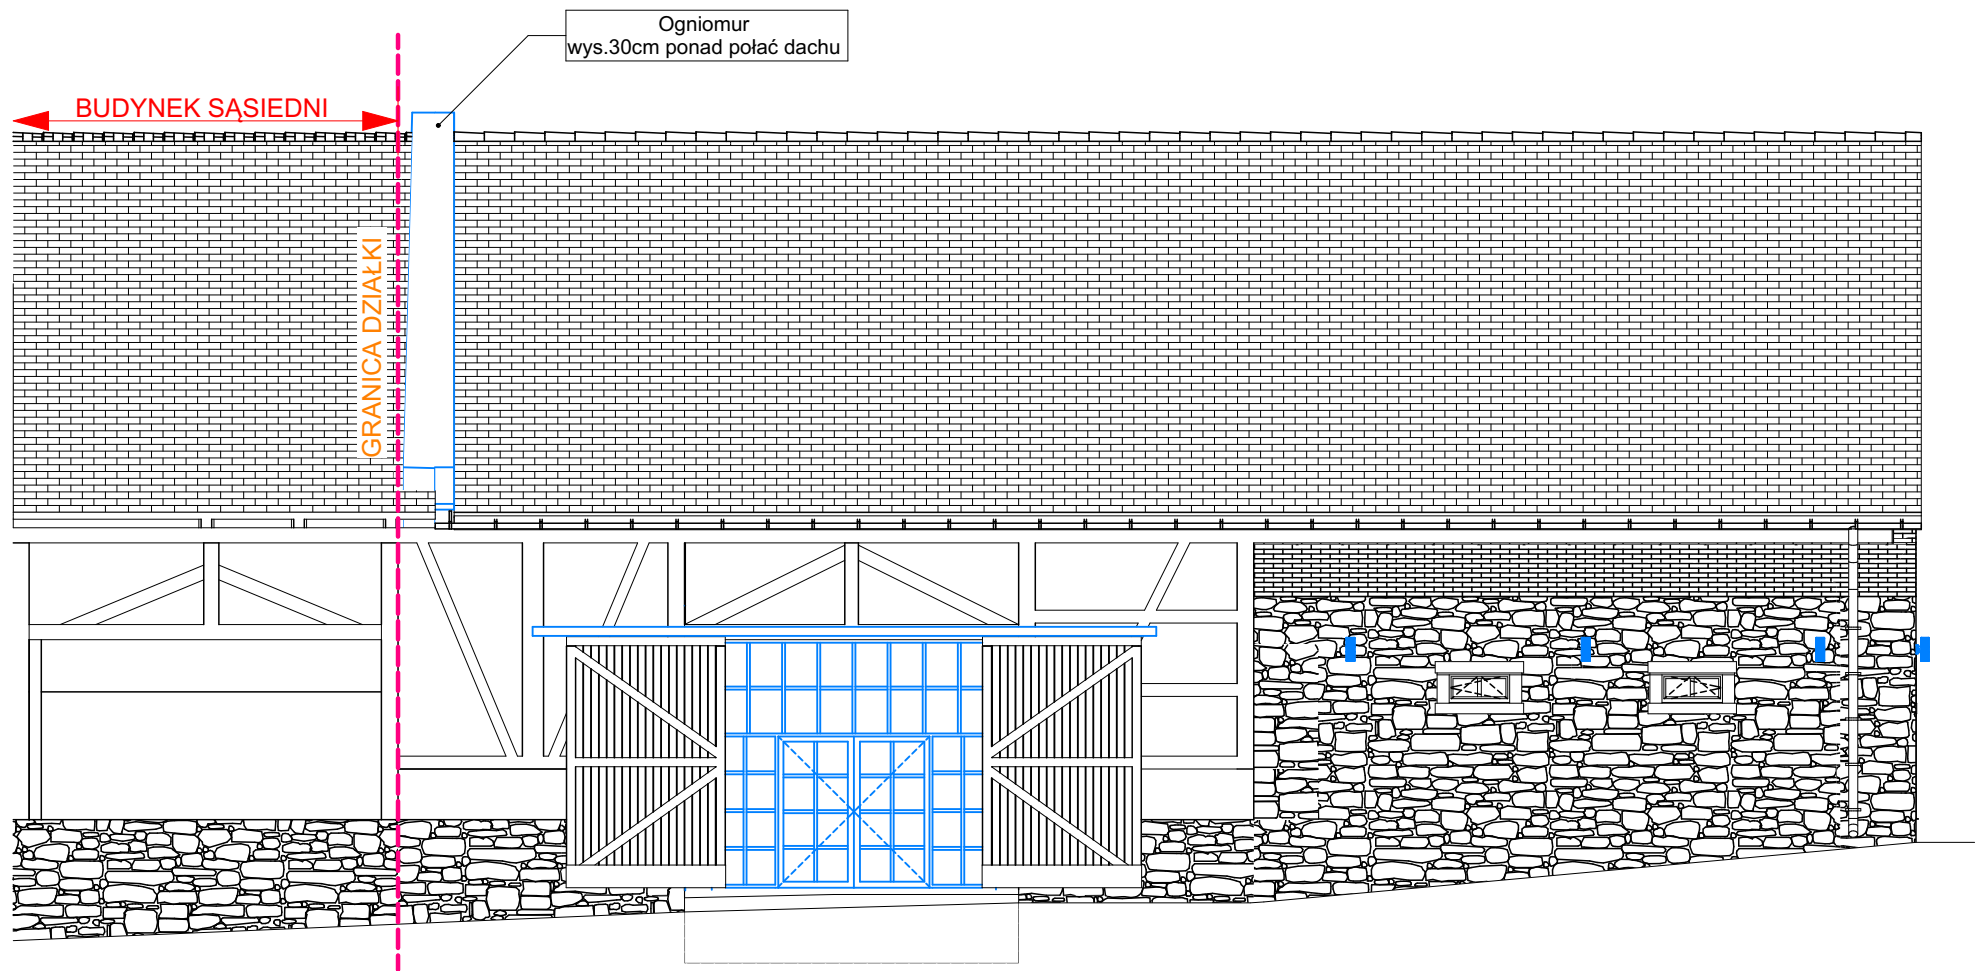 Ogniomur
wys.30cm ponad połać dachu
BUDYNEK SĄSIEDNI
GRANICA DZIAŁKI